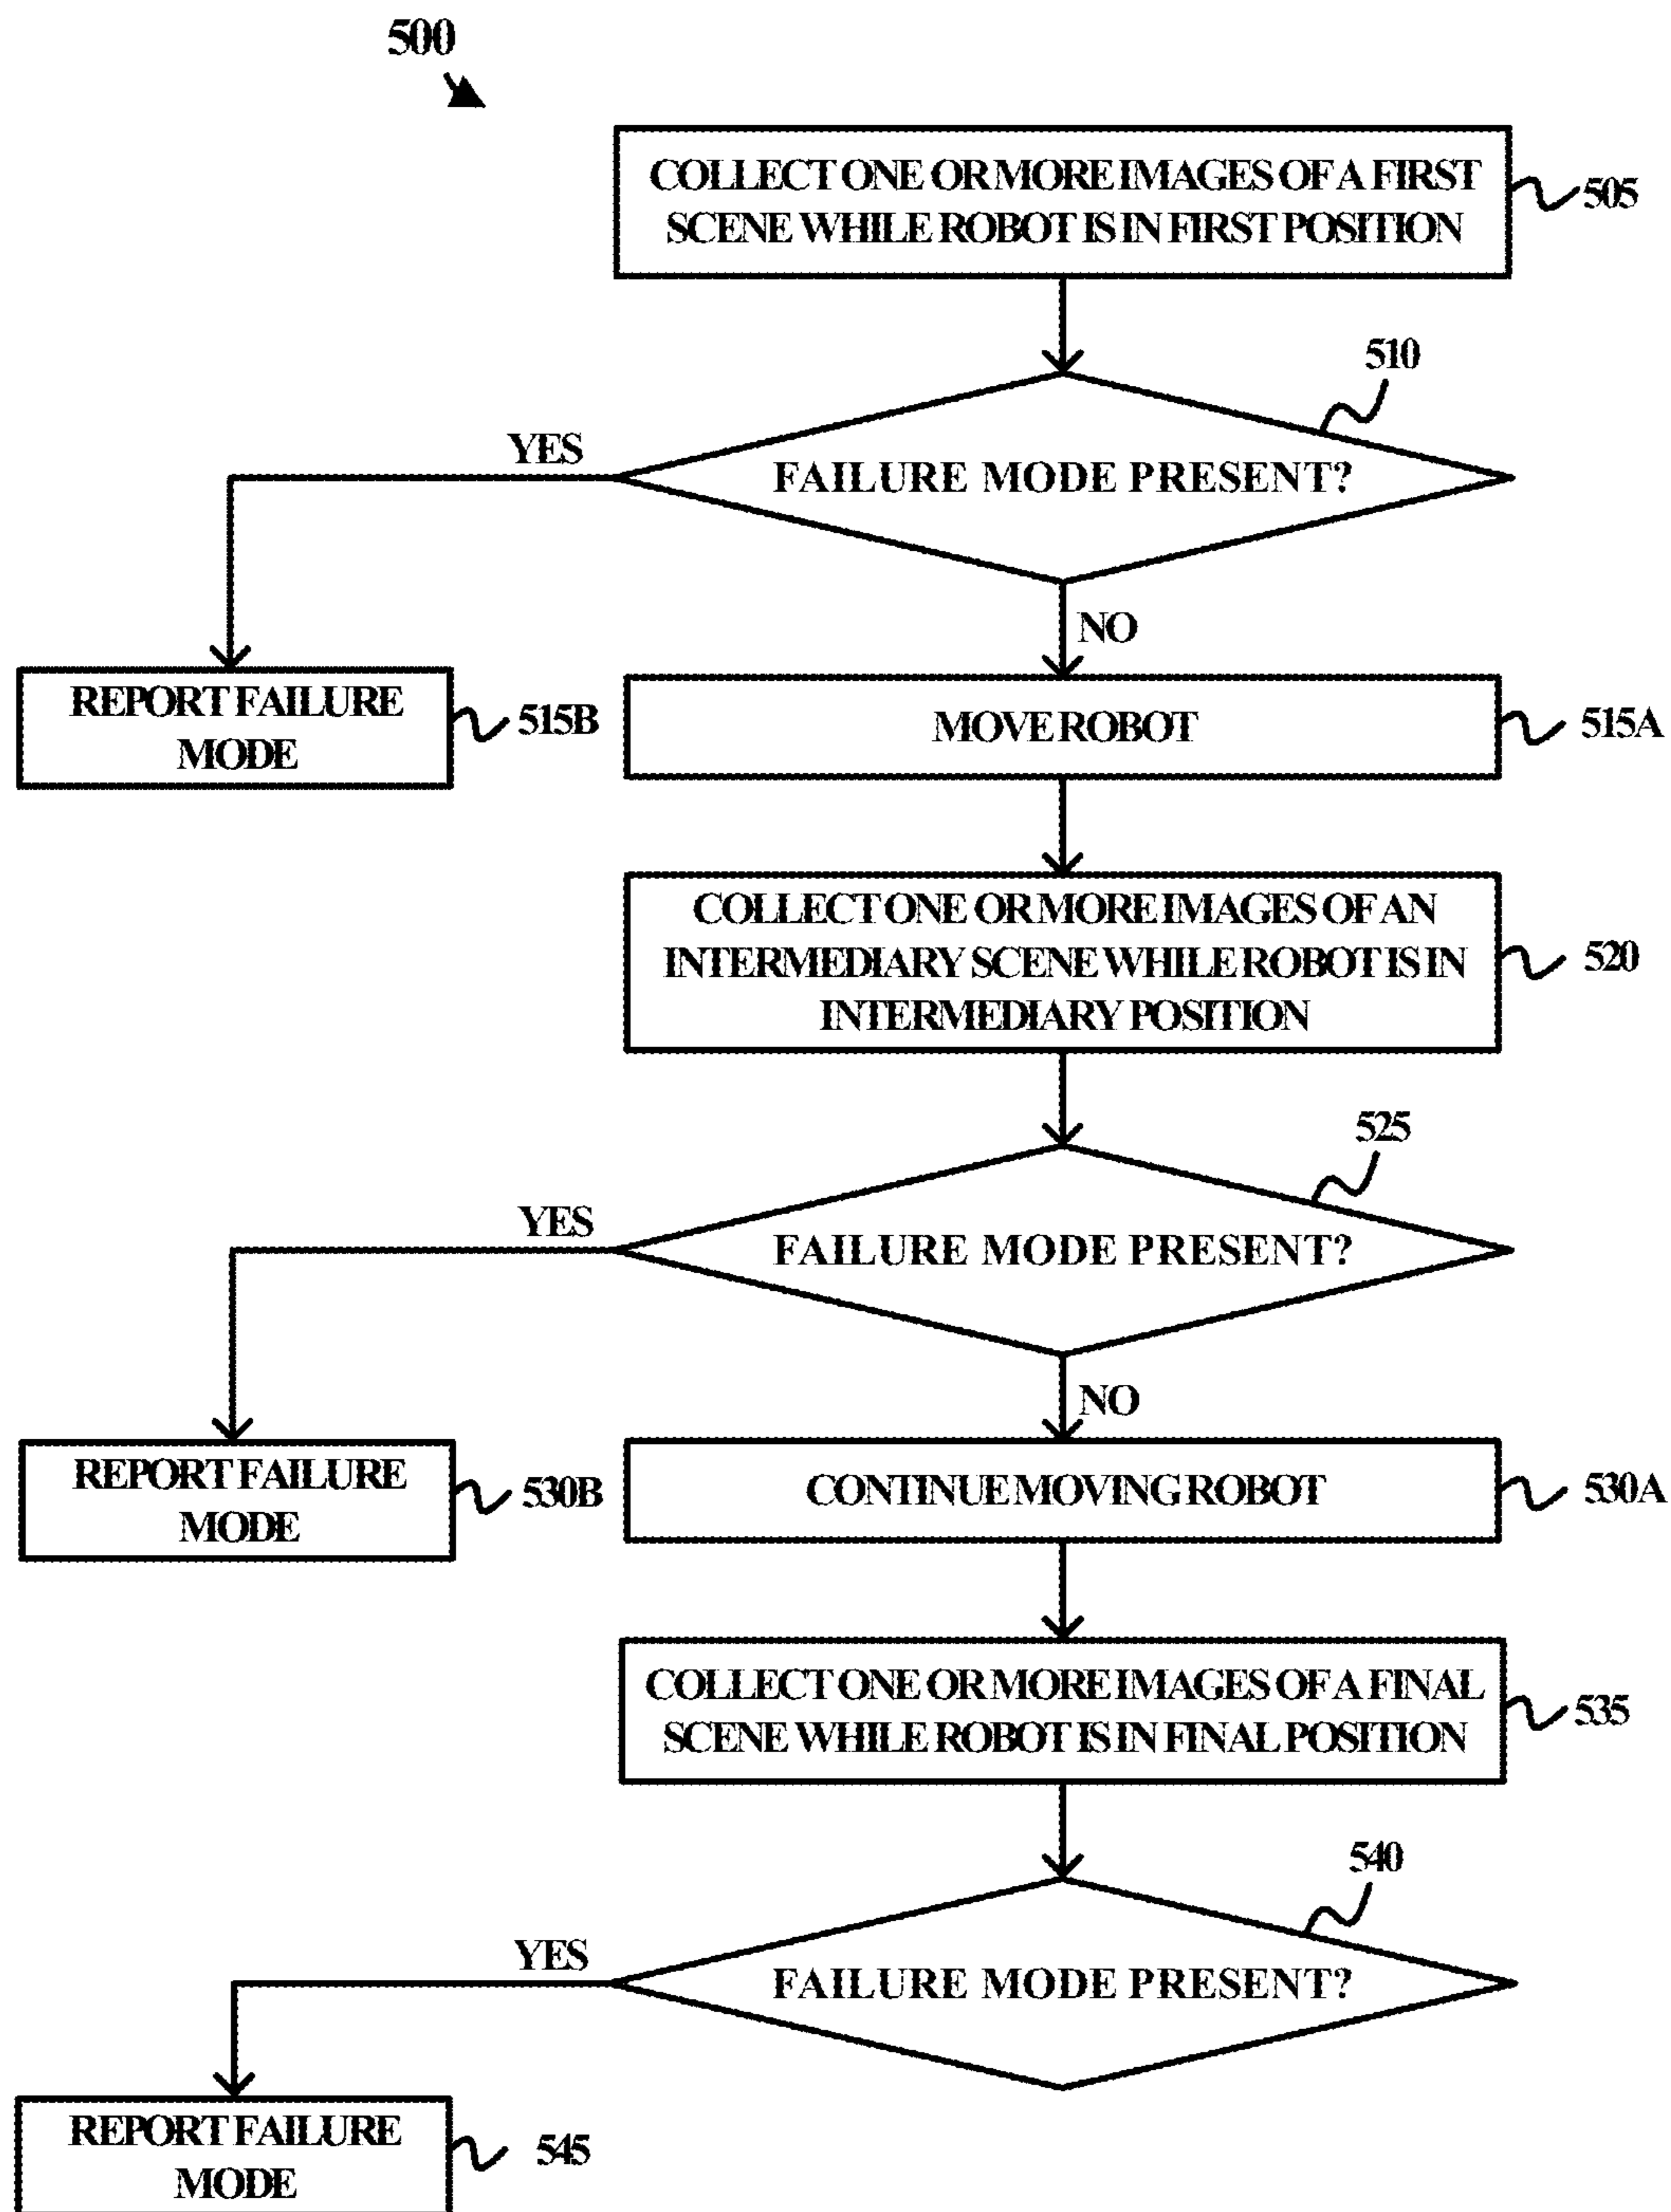 500
COLLECT ONE OR MORE IMAGES OF A FIRST
SCENE WHILE ROBOT IS IN FIRST POSITION
505
510
YES
FAILURE MODE PRESENT?
NO
REPORT FAILURE
MODE
515B
MOVE ROBOT
515A
COLLECT ONE OR MORE IMAGES OF AN
INTERMEDIARY SCENE WHILE ROBOT IS IN
INTERMEDIARY POSITION
520
525
YES
FAILURE MODE PRESENT?
NO
REPORT FAILURE
MODE
530B
CONTINUE MOVING ROBOT
530A
COLLECT ONE OR MORE IMAGES OF A FINAL
SCENE WHILE ROBOT IS IN FINAL POSITION
535
540
YES
FAILURE MODE PRESENT?
REPORT FAILURE
MODE
545